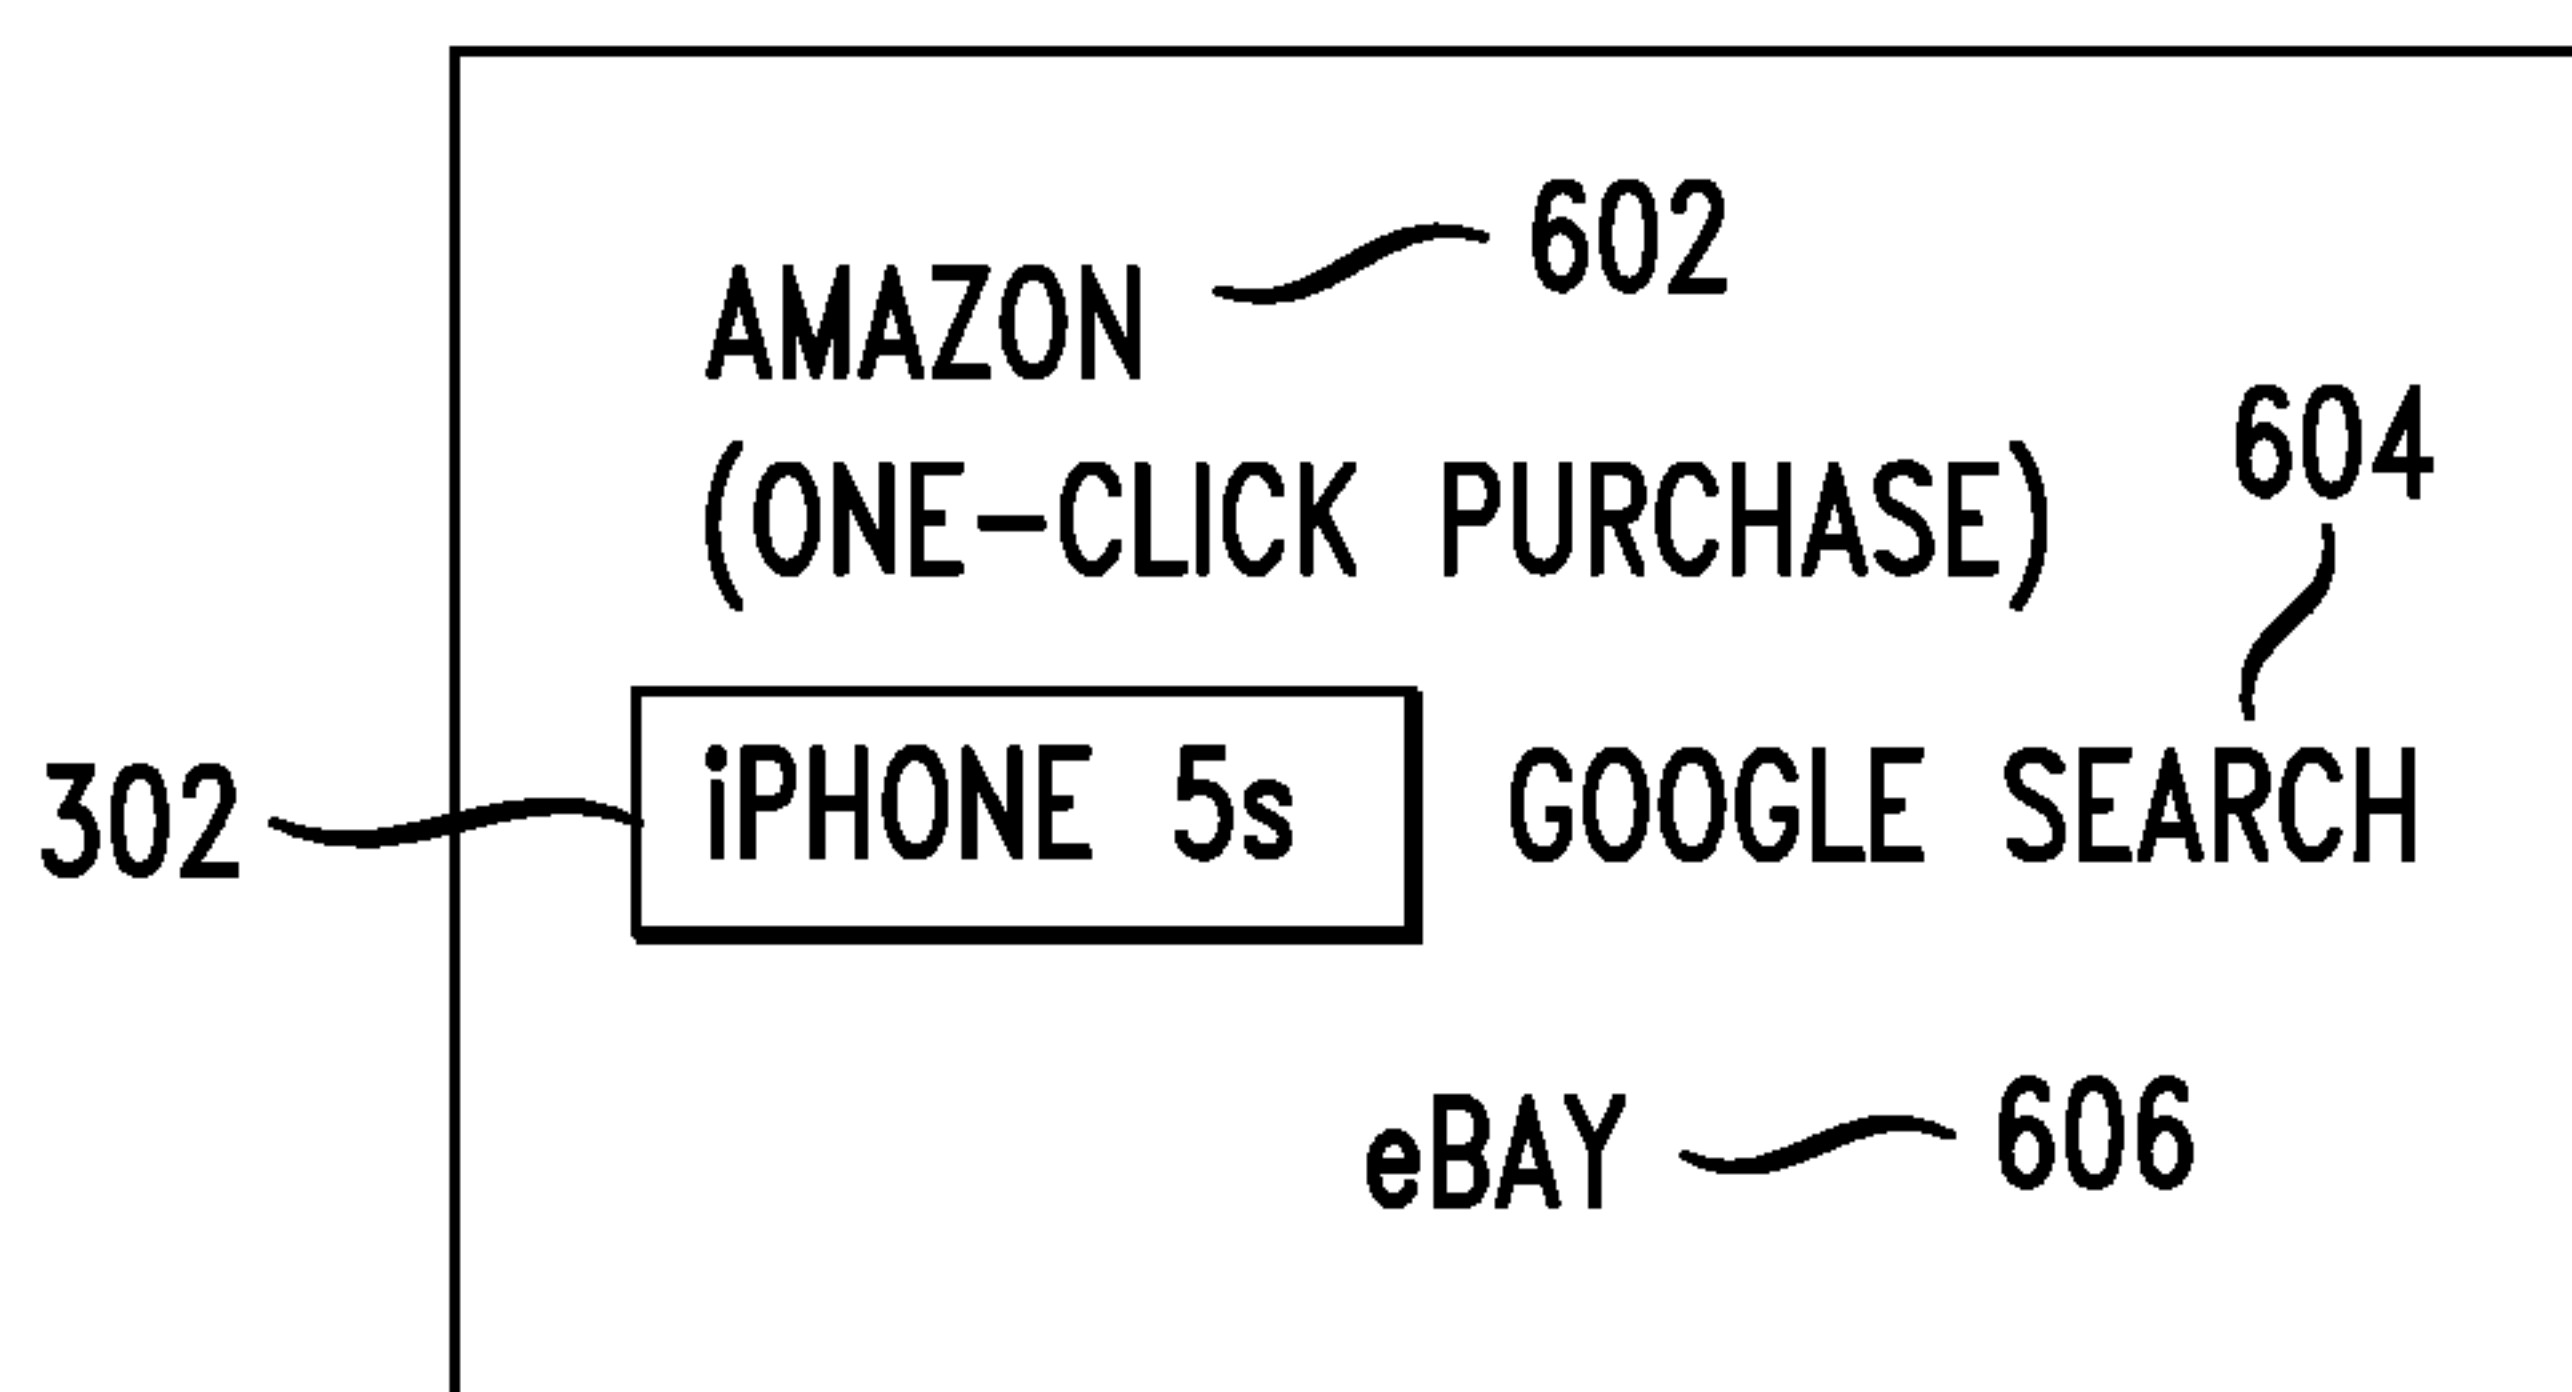 602
AMAZON
(ONE-CLICK PURCHASE)
604
302
iPHONE 5s
GOOGLE SEARCH
eBAY
606